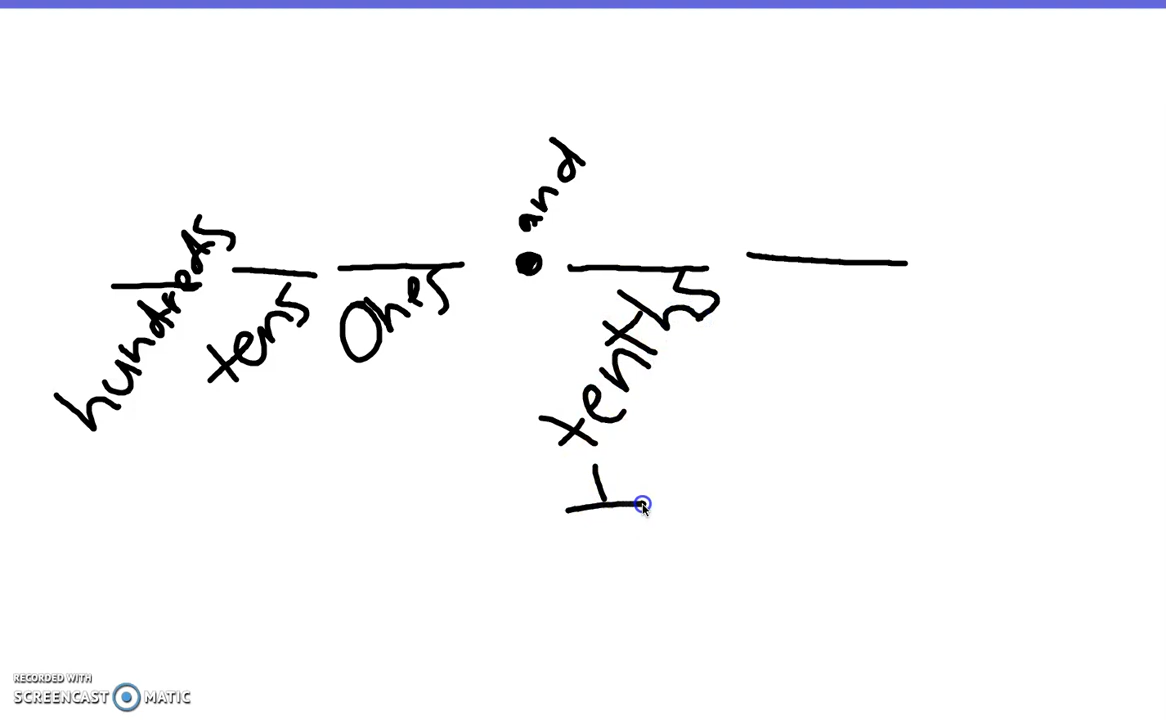 hundreds
tens
Ones
and
tenths
1
RECORDED WITH
SCREENCAST MATIC